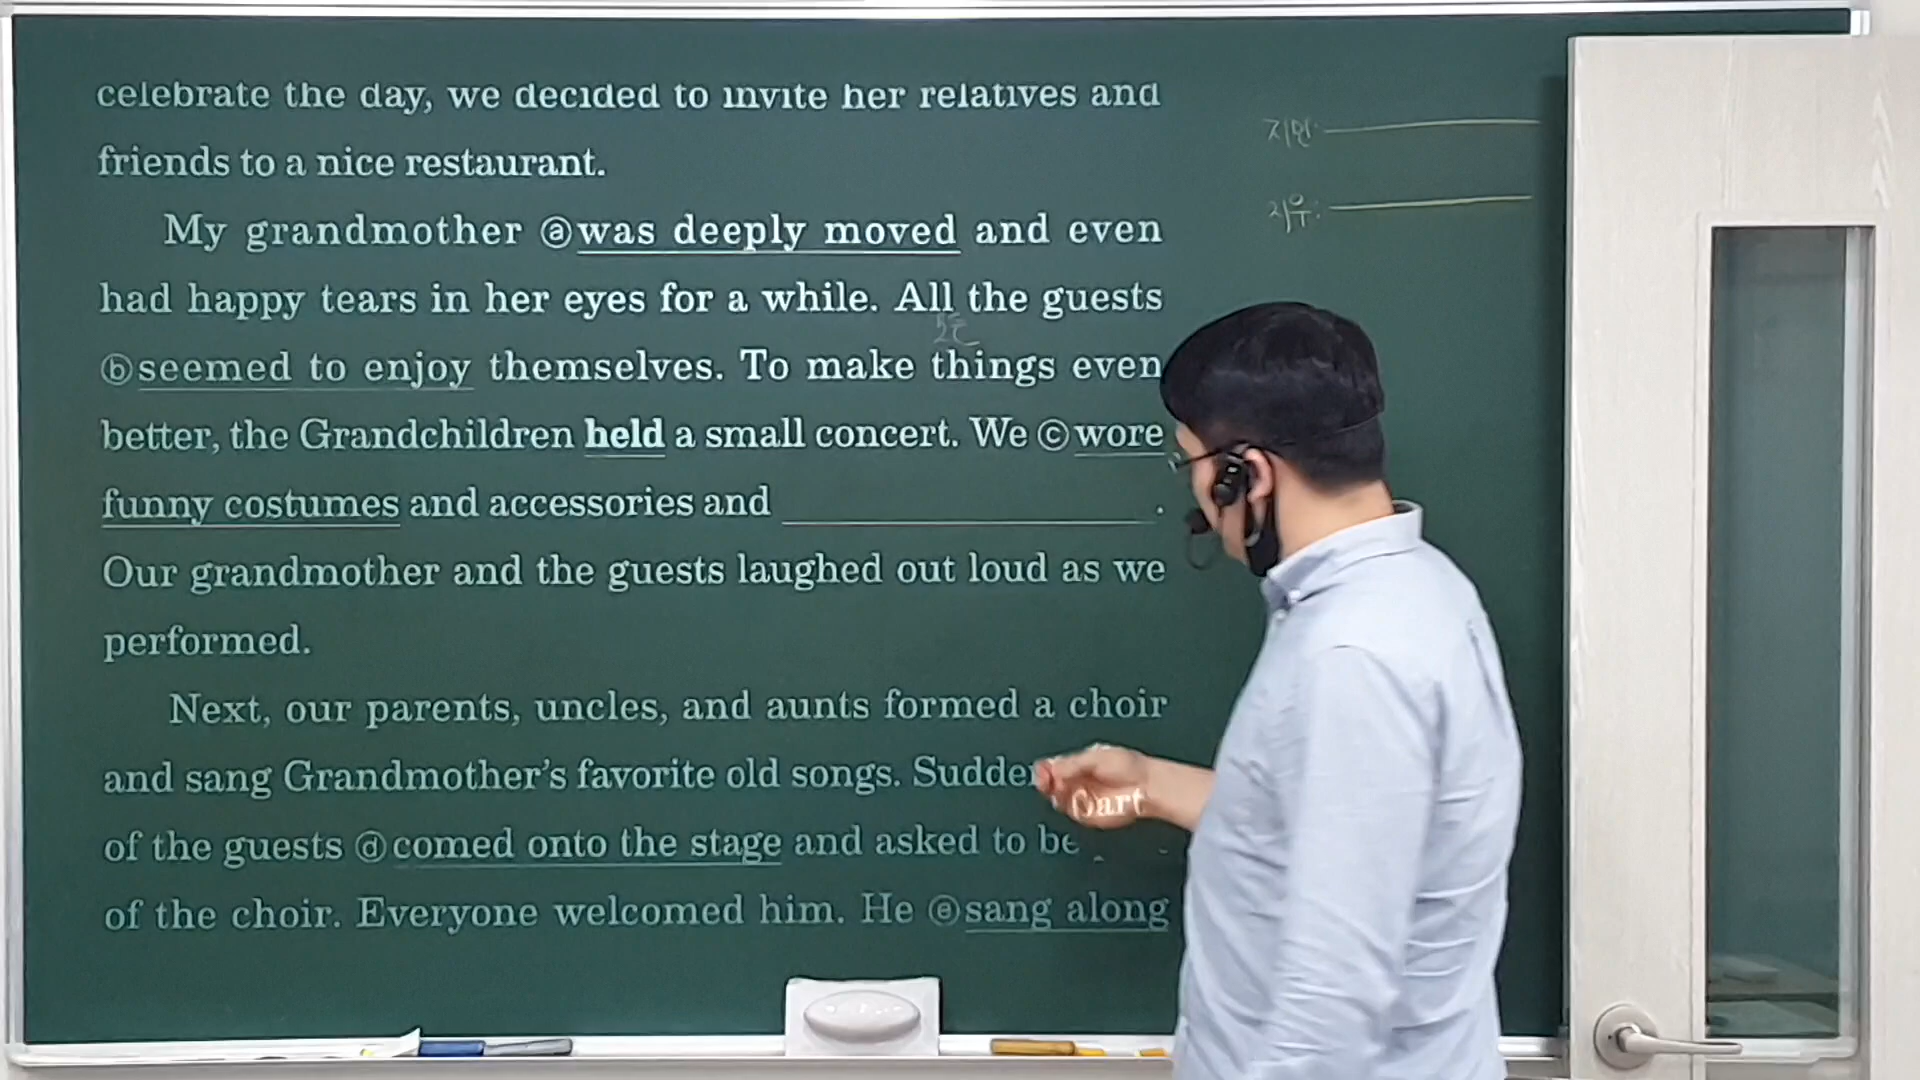 celebrate the day, we decided to invite her relatives and
friends to a nice restaurant.
My grandmother ⓐwas deeply moved and even
had happy tears in her eyes for a while. All the guests
ⓑseemed to enjoy themselves. To make things even
better, the Grandchildren held a small concert. We ⓒwore
funny costumes and accessories and ____________.
Our grandmother and the guests laughed out loud as we
performed.
Next, our parents, uncles, and aunts formed a choir
and sang Grandmother's favorite old songs.
of the guests ⓓcomed onto the stage and asked to be part
of the choir. Everyone welcomed him. He ⓔsang along
지민:
지유: